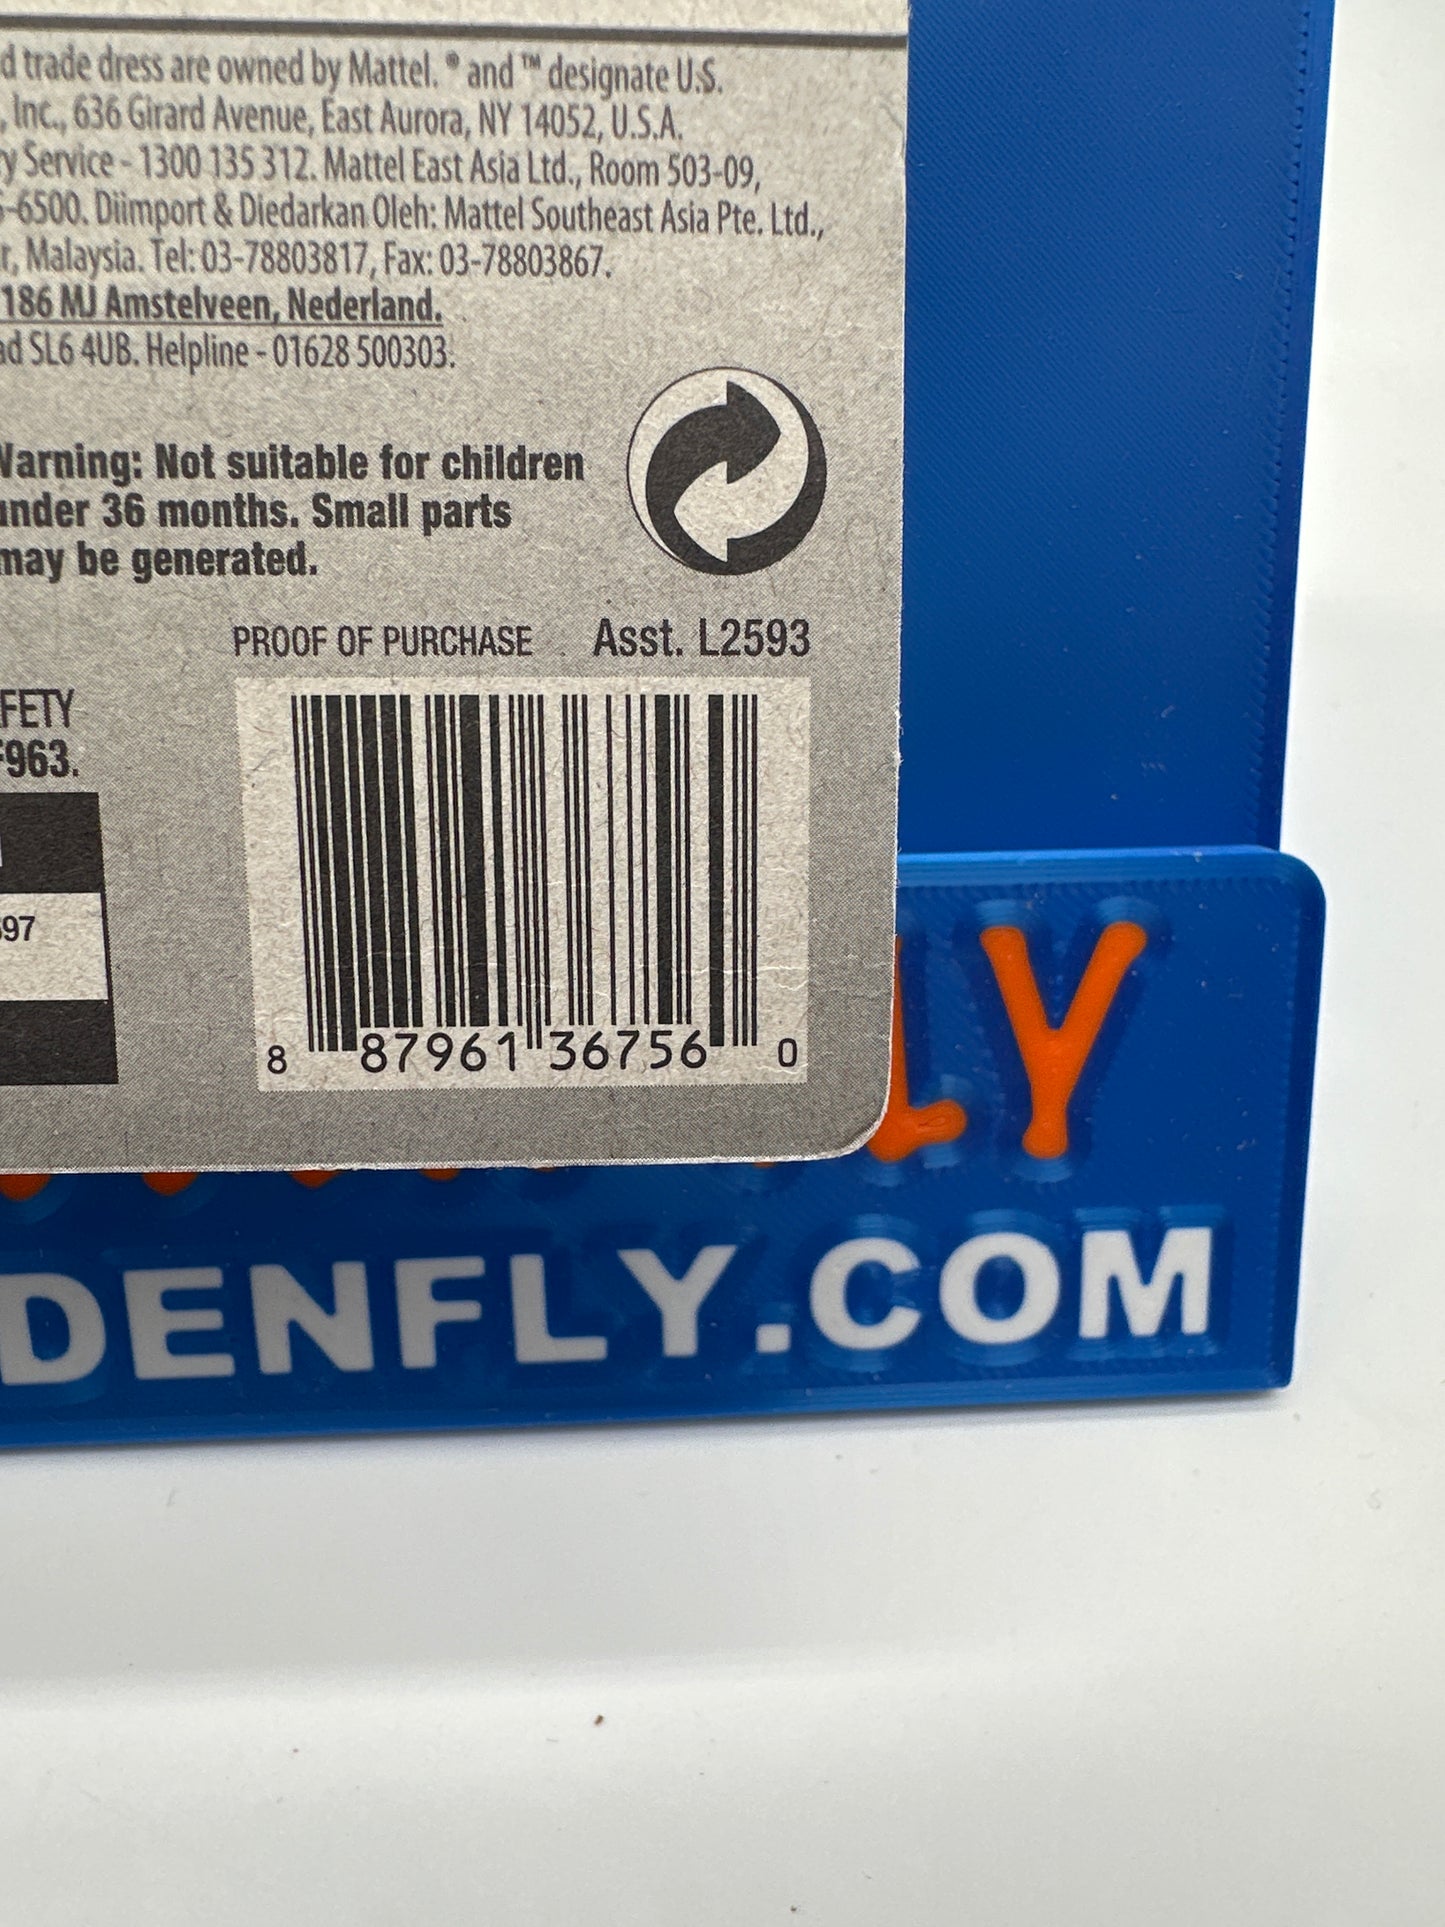 d trade dress are owned by Mattel. ® and ™ designate U.S.
, Inc., 636 Girard Avenue, East Aurora, NY 14052, U.S.A.
y Service - 1300 135 312. Mattel East Asia Ltd., Room 503-09,
-6500. Diimport & Diedarkan Oleh: Mattel Southeast Asia Pte. Ltd.,
r, Malaysia. Tel: 03-78803817, Fax: 03-78803867.
186 MJ Amstelveen, Nederland.
ad SL6 4UB. Helpline - 01628 500303.
Warning: Not suitable for children
under 36 months. Small parts
may be generated.
PROOF OF PURCHASE Asst. L2593
FETY
F963.
597
8 87961 36756 0
LY
DENFLY.COM